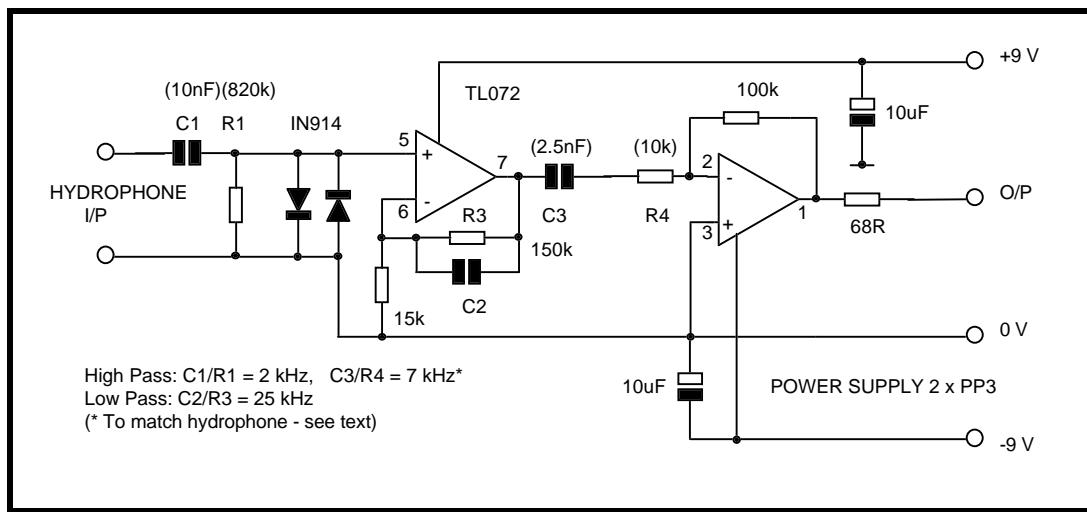 +9 V
(10nF)(820k)
TL072
100k
10uF
C1
R1
IN914
5
+
7
(2.5nF)
(10k)
2
-
HYDROPHONE
I/P
6
-
R3
C3
R4
3
+
1
68R
O/P
150k
C2
15k
0 V
High Pass: C1/R1 = 2 kHz, C3/R4 = 7 kHz*
Low Pass: C2/R3 = 25 kHz
(* To match hydrophone - see text)
10uF
POWER SUPPLY 2 x PP3
-9 V